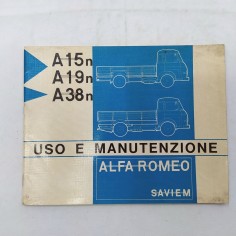 A15n
A19n
A38n
USO E MANUTENZIONE
ALFA ROMEO
SAVIEM